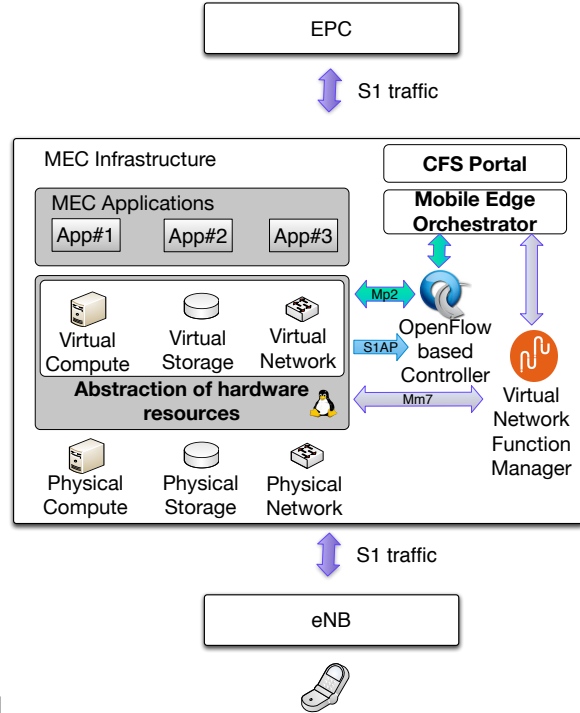 EPC
S1 traffic
MEC Infrastructure
CFS Portal
Mobile Edge
Orchestrator
MEC Applications
App#1
App#2
App#3
Mp2
OpenFlow
based
Controller
S1AP
Virtual
Compute
Virtual
Storage
Virtual
Network
Abstraction of hardware
resources
Mm7
Virtual
Network
Function
Manager
Physical
Compute
Physical
Storage
Physical
Network
S1 traffic
eNB